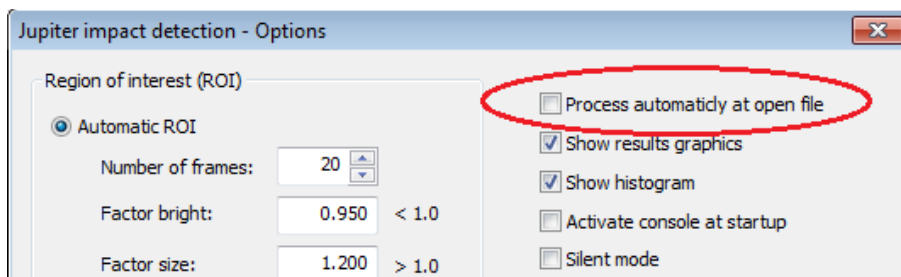 Jupiter impact detection - Options
Region of interest (ROI)
Automatic ROI
Number of frames: 20
Factor bright: 0.950 < 1.0
Factor size: 1.200 > 1.0
Process automaticly at open file
Show results graphics
Show histogram
Activate console at startup
Silent mode